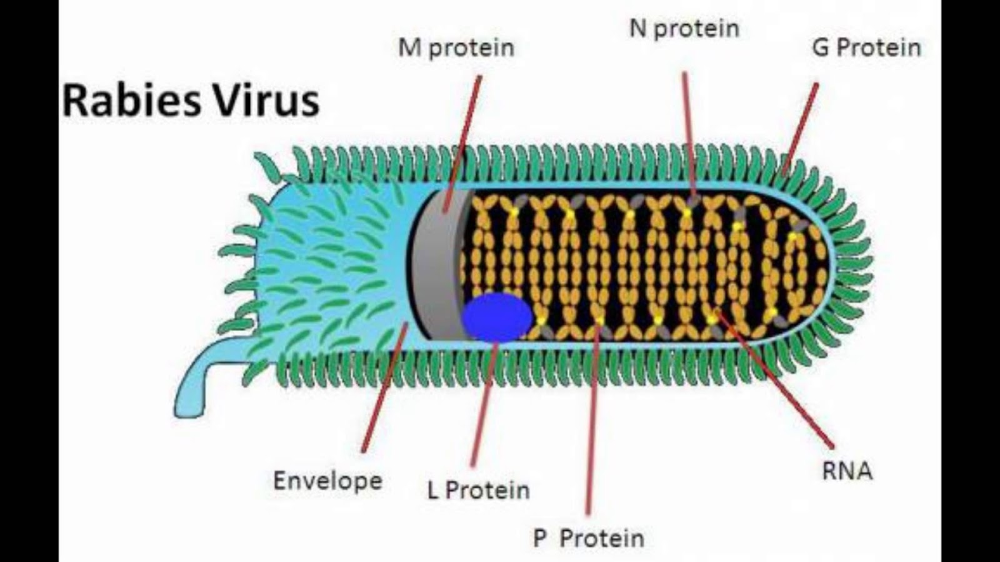 Rabies Virus
M protein
N protein
G Protein
Envelope
L Protein
P Protein
RNA